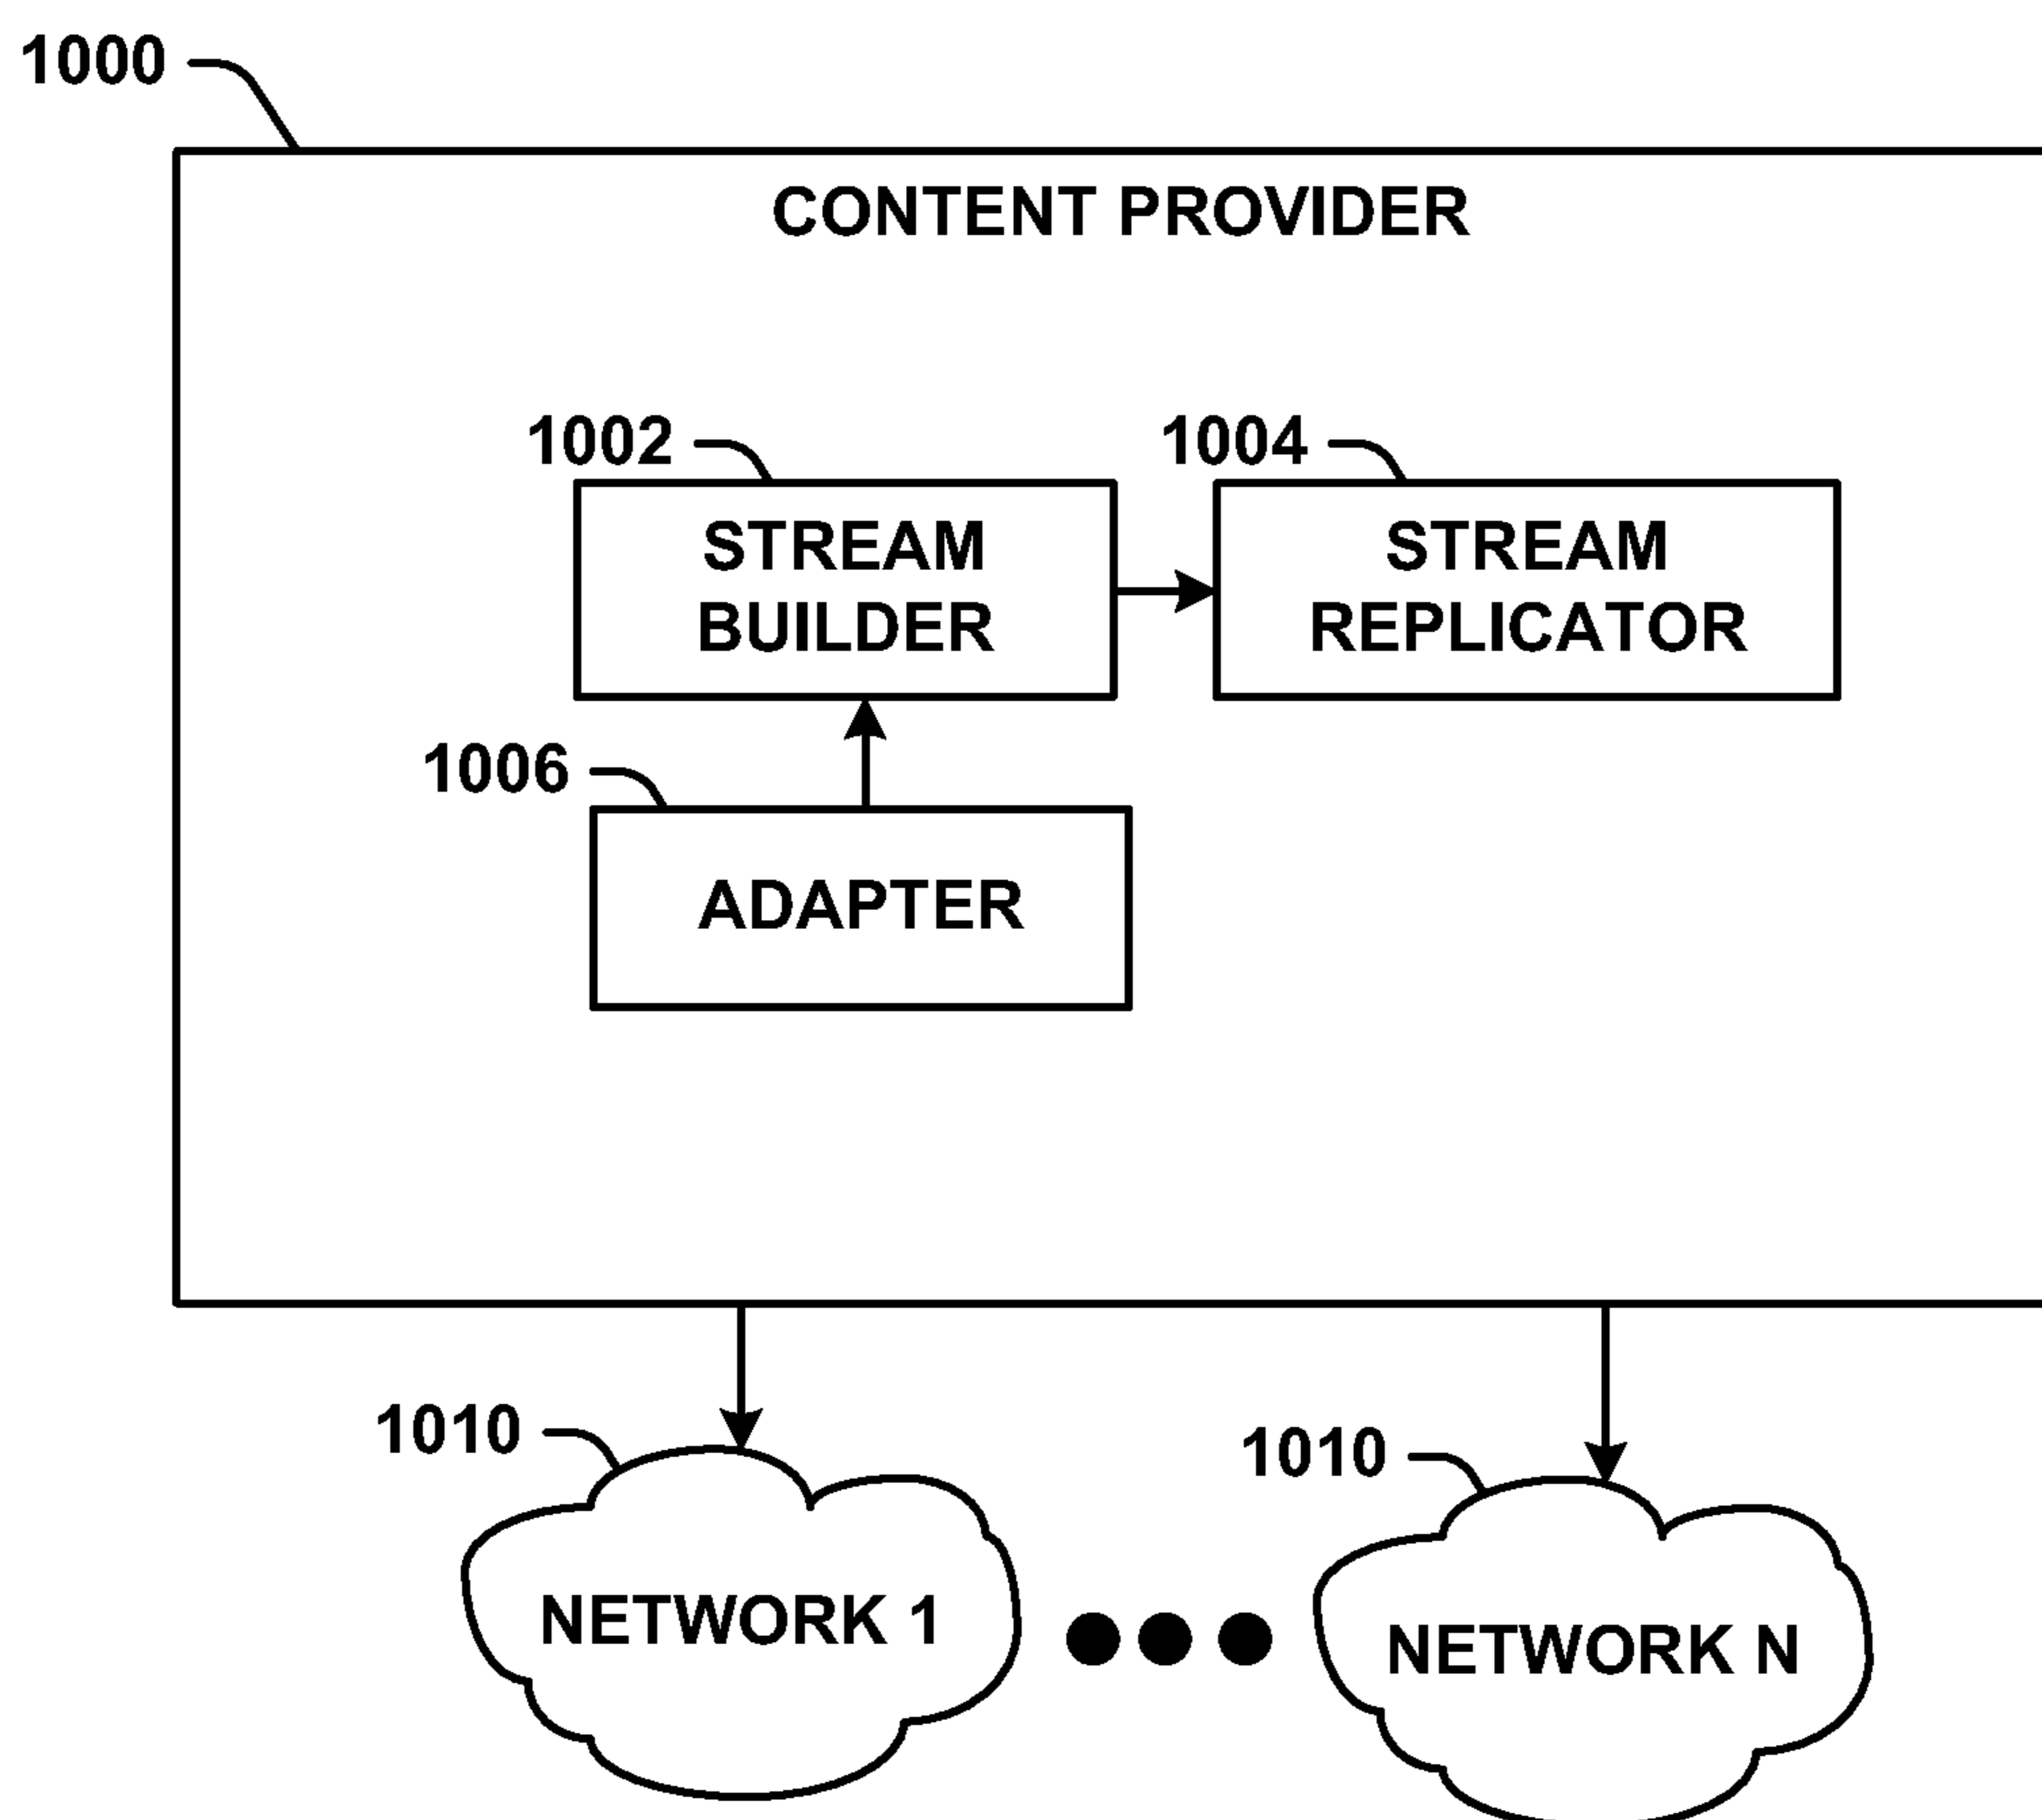 1000
CONTENT PROVIDER
1002
1004
STREAM
BUILDER
STREAM
REPLICATOR
1006
ADAPTER
1010
1010
NETWORK 1
NETWORK N